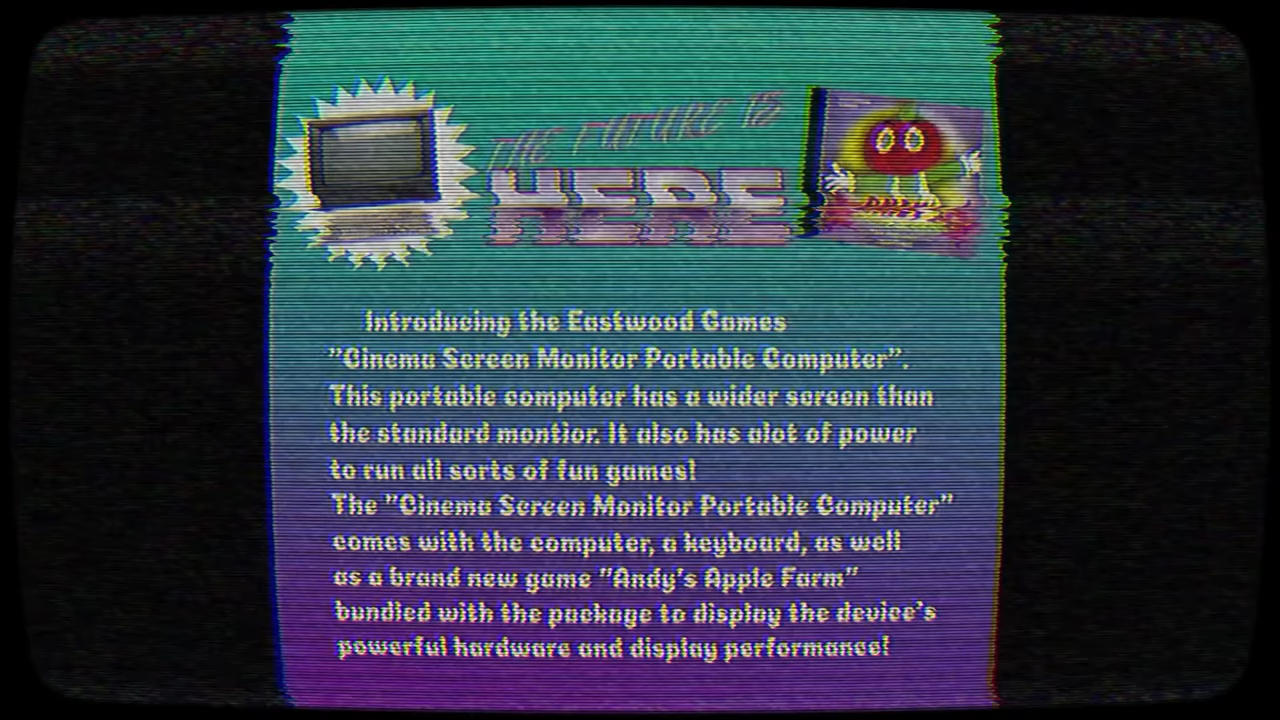 THE FUTURE IS
HERE
Introducing the Eastwood Games
"Cinema Screen Monitor Portable Computer".
This portable computer has a wider screen than
the standard montior. It also has alot of power
to run all sorts of fun games!
The "Cinema Screen Monitor Portable Computer"
comes with the computer, a keyboard, as well
as a brand new game "Andy's Apple Farm"
bundled with the package to display the device's
powerful hardware and display performance!